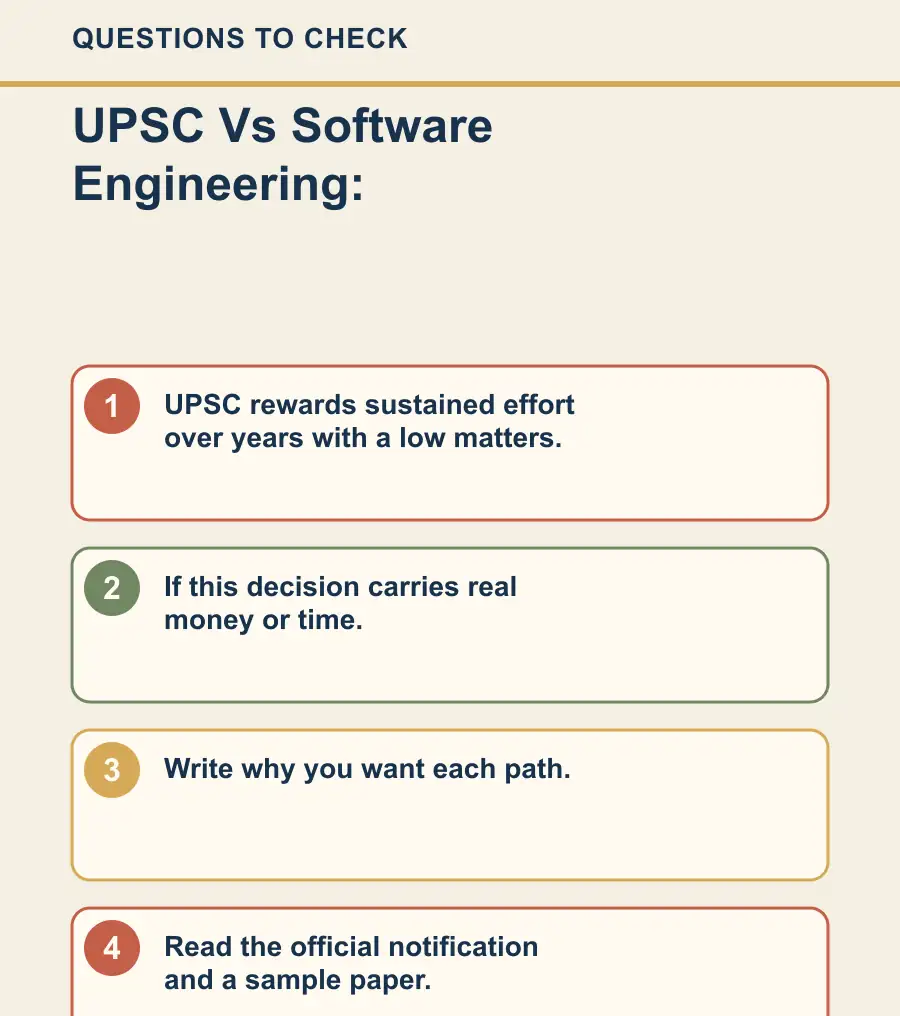 QUESTIONS TO CHECK
UPSC Vs Software
Engineering:
1
UPSC rewards sustained effort
over years with a low matters.
2
If this decision carries real
money or time.
3
Write why you want each path.
4
Read the official notification
and a sample paper.